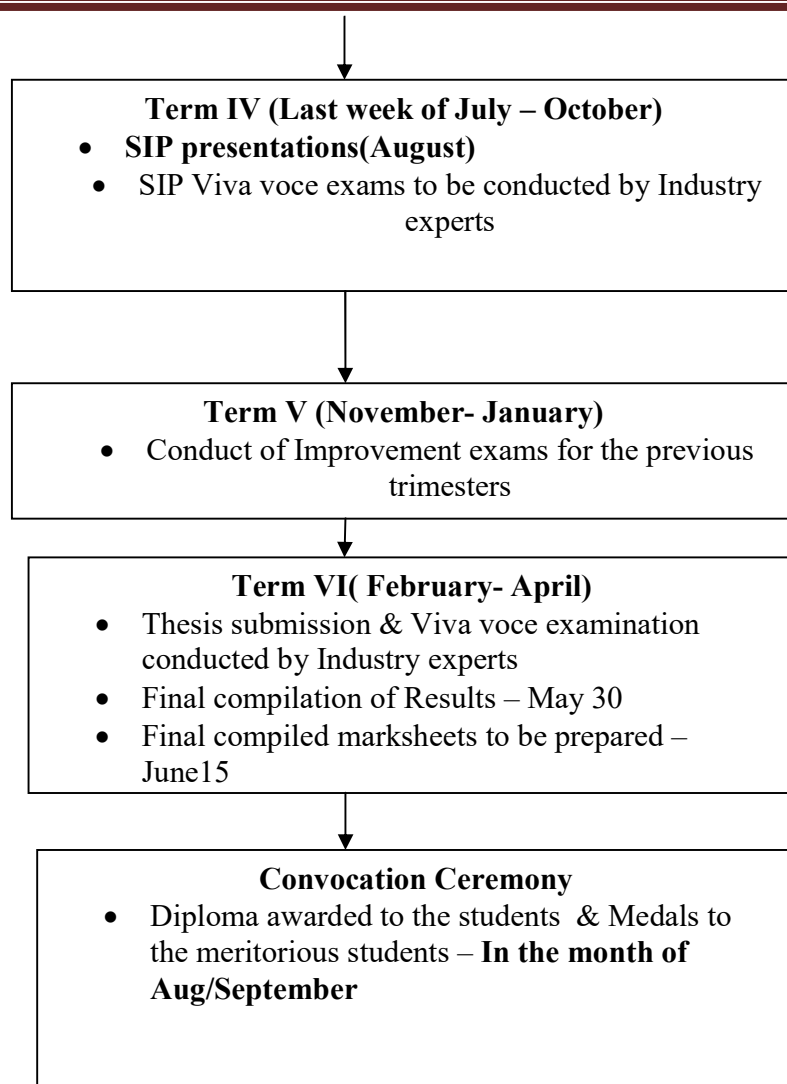 Term IV (Last week of July – October)
• SIP presentations(August)
• SIP Viva voce exams to be conducted by Industry
experts
Term V (November- January)
• Conduct of Improvement exams for the previous
trimesters
Term VI( February- April)
• Thesis submission & Viva voce examination
conducted by Industry experts
• Final compilation of Results – May 30
• Final compiled marksheets to be prepared –
June15
Convocation Ceremony
• Diploma awarded to the students & Medals to
the meritorious students – In the month of
Aug/September